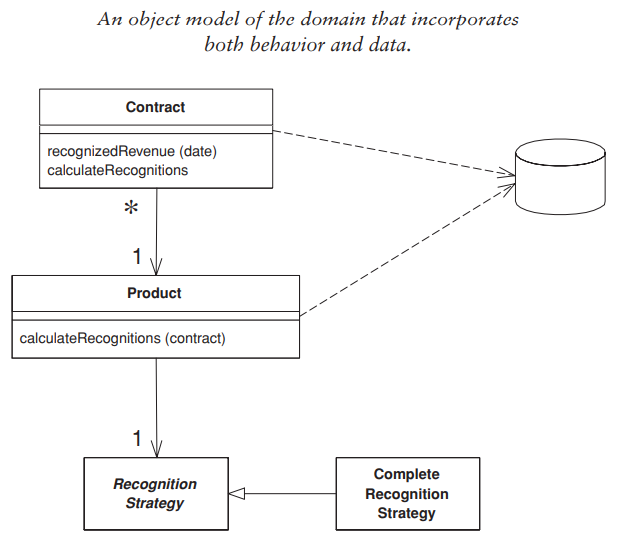 An object model of the domain that incorporates
both behavior and data.
Contract
recognizedRevenue (date)
calculateRecognitions
*
1
Product
calculateRecognitions (contract)
1
Recognition
Strategy
Complete
Recognition
Strategy